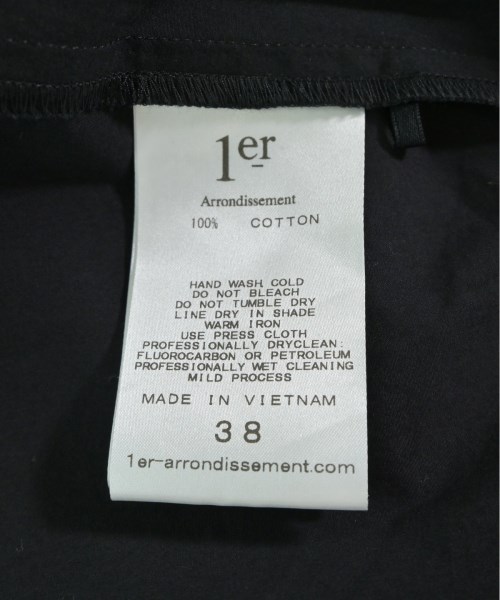 1er
Arrondissement
100% COTTON
HAND WASH COLD
DO NOT BLEACH
DO NOT TUMBLE DRY
LINE DRY IN SHADE
WARM IRON
USE PRESS CLOTH
PROFESSIONALLY DRYCLEAN:
FLUOROCARBON OR PETROLEUM
PROFESSIONALLY WET CLEANING
MILD PROCESS
MADE IN VIETNAM
38
1er-arrondissement.com